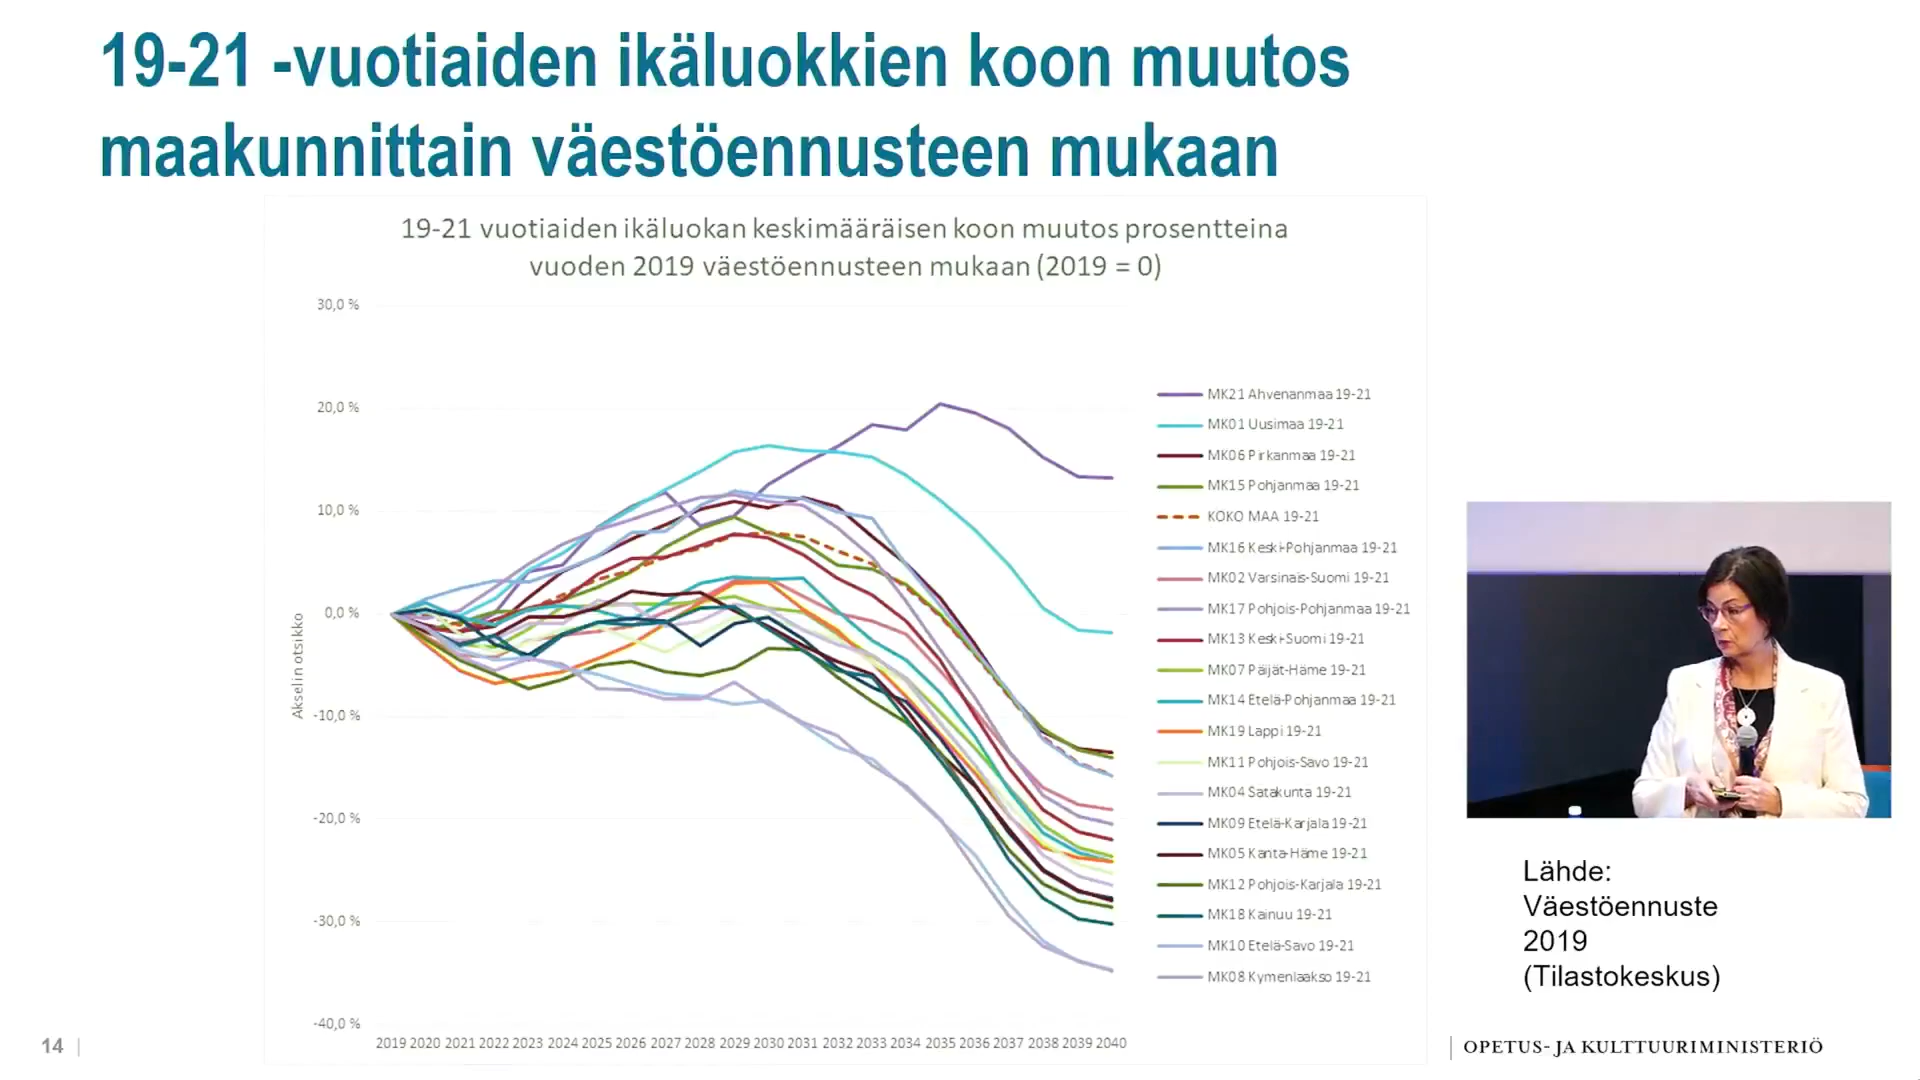 19-21 -vuotiaiden ikäluokkien koon muutos
maakunnittain väestöennusteen mukaan
19-21 vuotiaiden ikäluokan keskimääräisen koon muutos prosentteina
vuoden 2019 väestöennusteen mukaan (2019 = 0)
30,0 %
20,0 %
10,0 %
0,0 %
-10,0 %
-20,0 %
-30,0 %
-40,0 %
Akselin otsikko
2019 2020 2021 2022 2023 2024 2025 2026 2027 2028 2029 2030 2031 2032 2033 2034 2035 2036 2037 2038 2039 2040
MK21 Ahvenanmaa 19-21
MK01 Uusimaa 19-21
MK06 Pirkanmaa 19-21
MK15 Pohjanmaa 19-21
KOKO MAA 19-21
MK16 Keski-Pohjanmaa 19-21
MK02 Varsinais-Suomi 19-21
MK17 Pohjois-Pohjanmaa 19-21
MK13 Keski-Suomi 19-21
MK07 Päijät-Häme 19-21
MK14 Etelä-Pohjanmaa 19-21
MK19 Lappi 19-21
MK11 Pohjois-Savo 19-21
MK04 Satakunta 19-21
MK09 Etelä-Karjala 19-21
MK05 Kanta-Häme 19-21
MK12 Pohjois-Karjala 19-21
MK18 Kainuu 19-21
MK10 Etelä-Savo 19-21
MK08 Kymenlaakso 19-21
Lähde:
Väestöennuste
2019
(Tilastokeskus)
14
OPETUS- JA KULTTUURIMINISTERIÖ